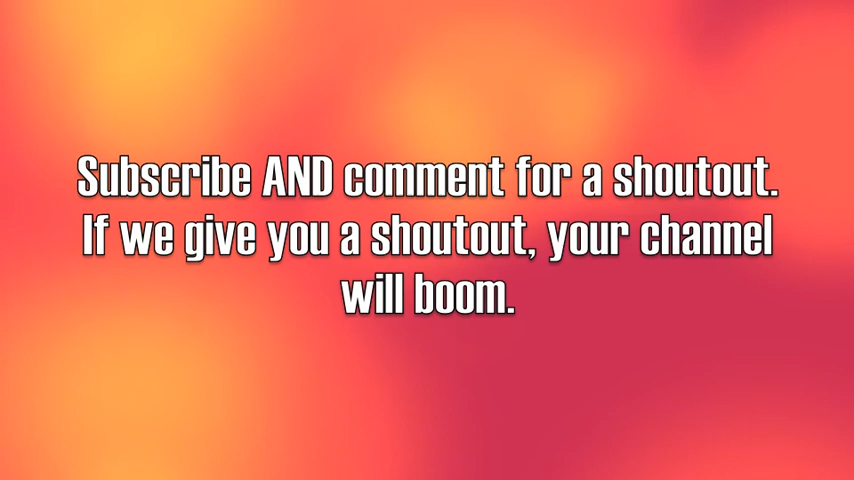 Subscribe AND comment for a shoutout.
If we give you a shoutout, your channel
will boom.